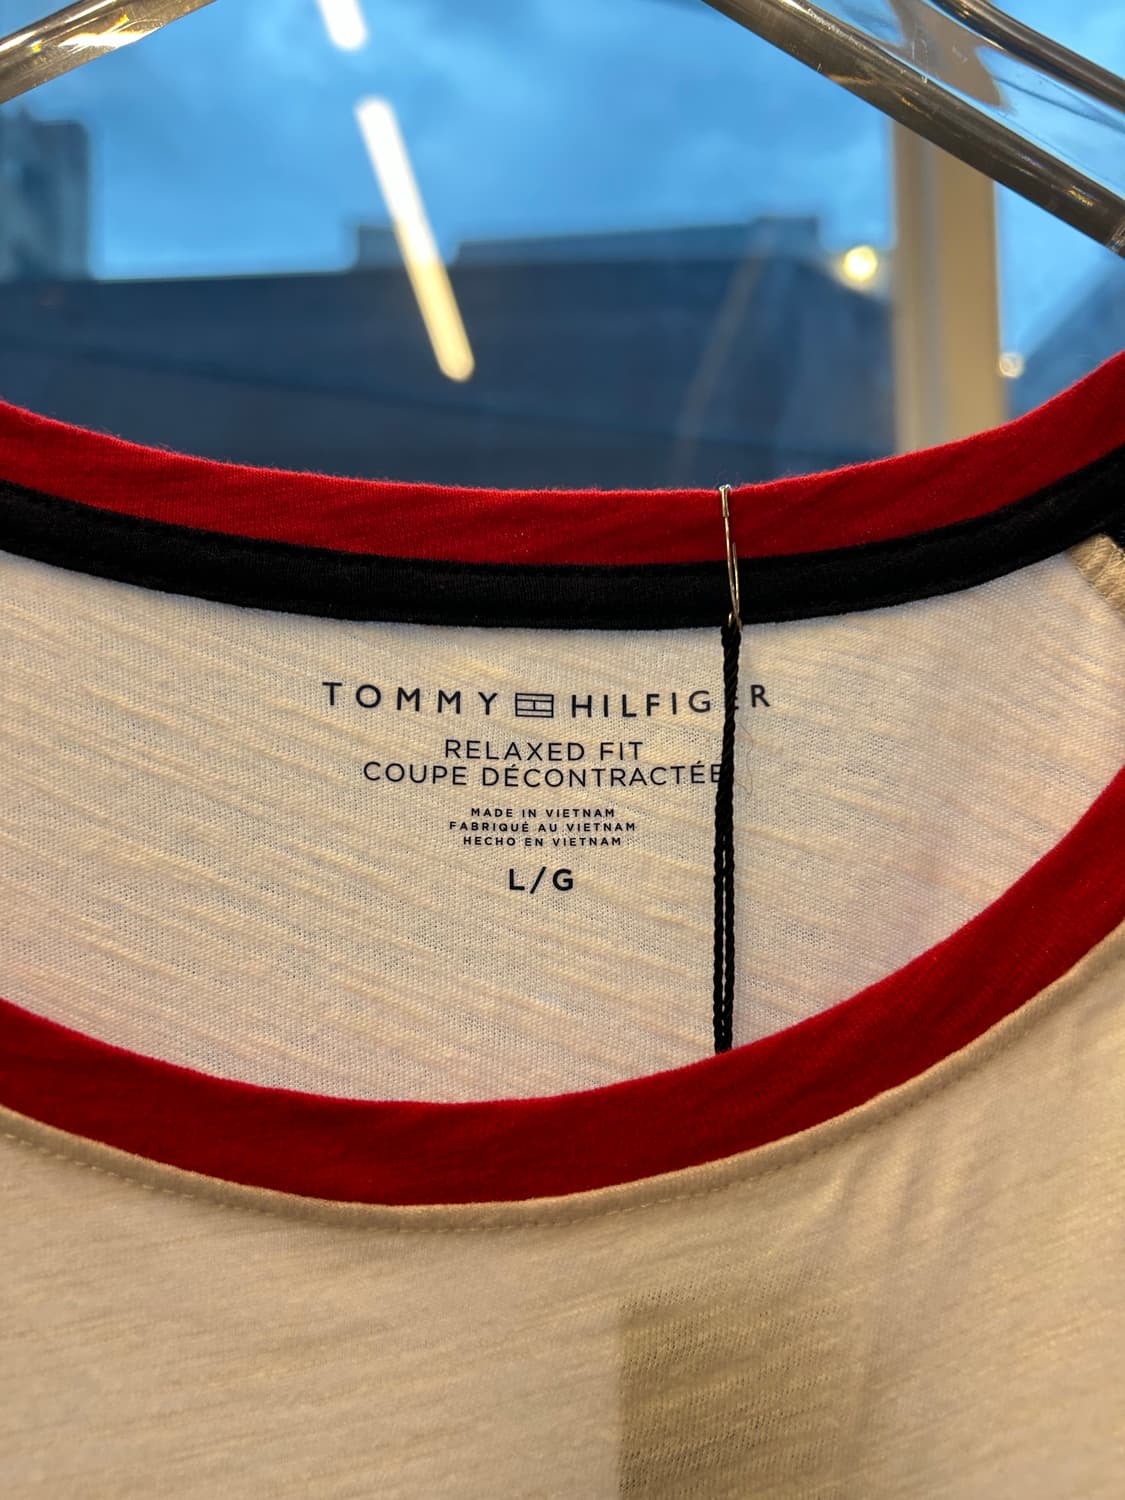 TOMMY HILFIGER
RELAXED FIT
COUPE DÉCONTRACTÉE
MADE IN VIETNAM
FABRIQUÉ AU VIETNAM
HECHO EN VIETNAM
L/G